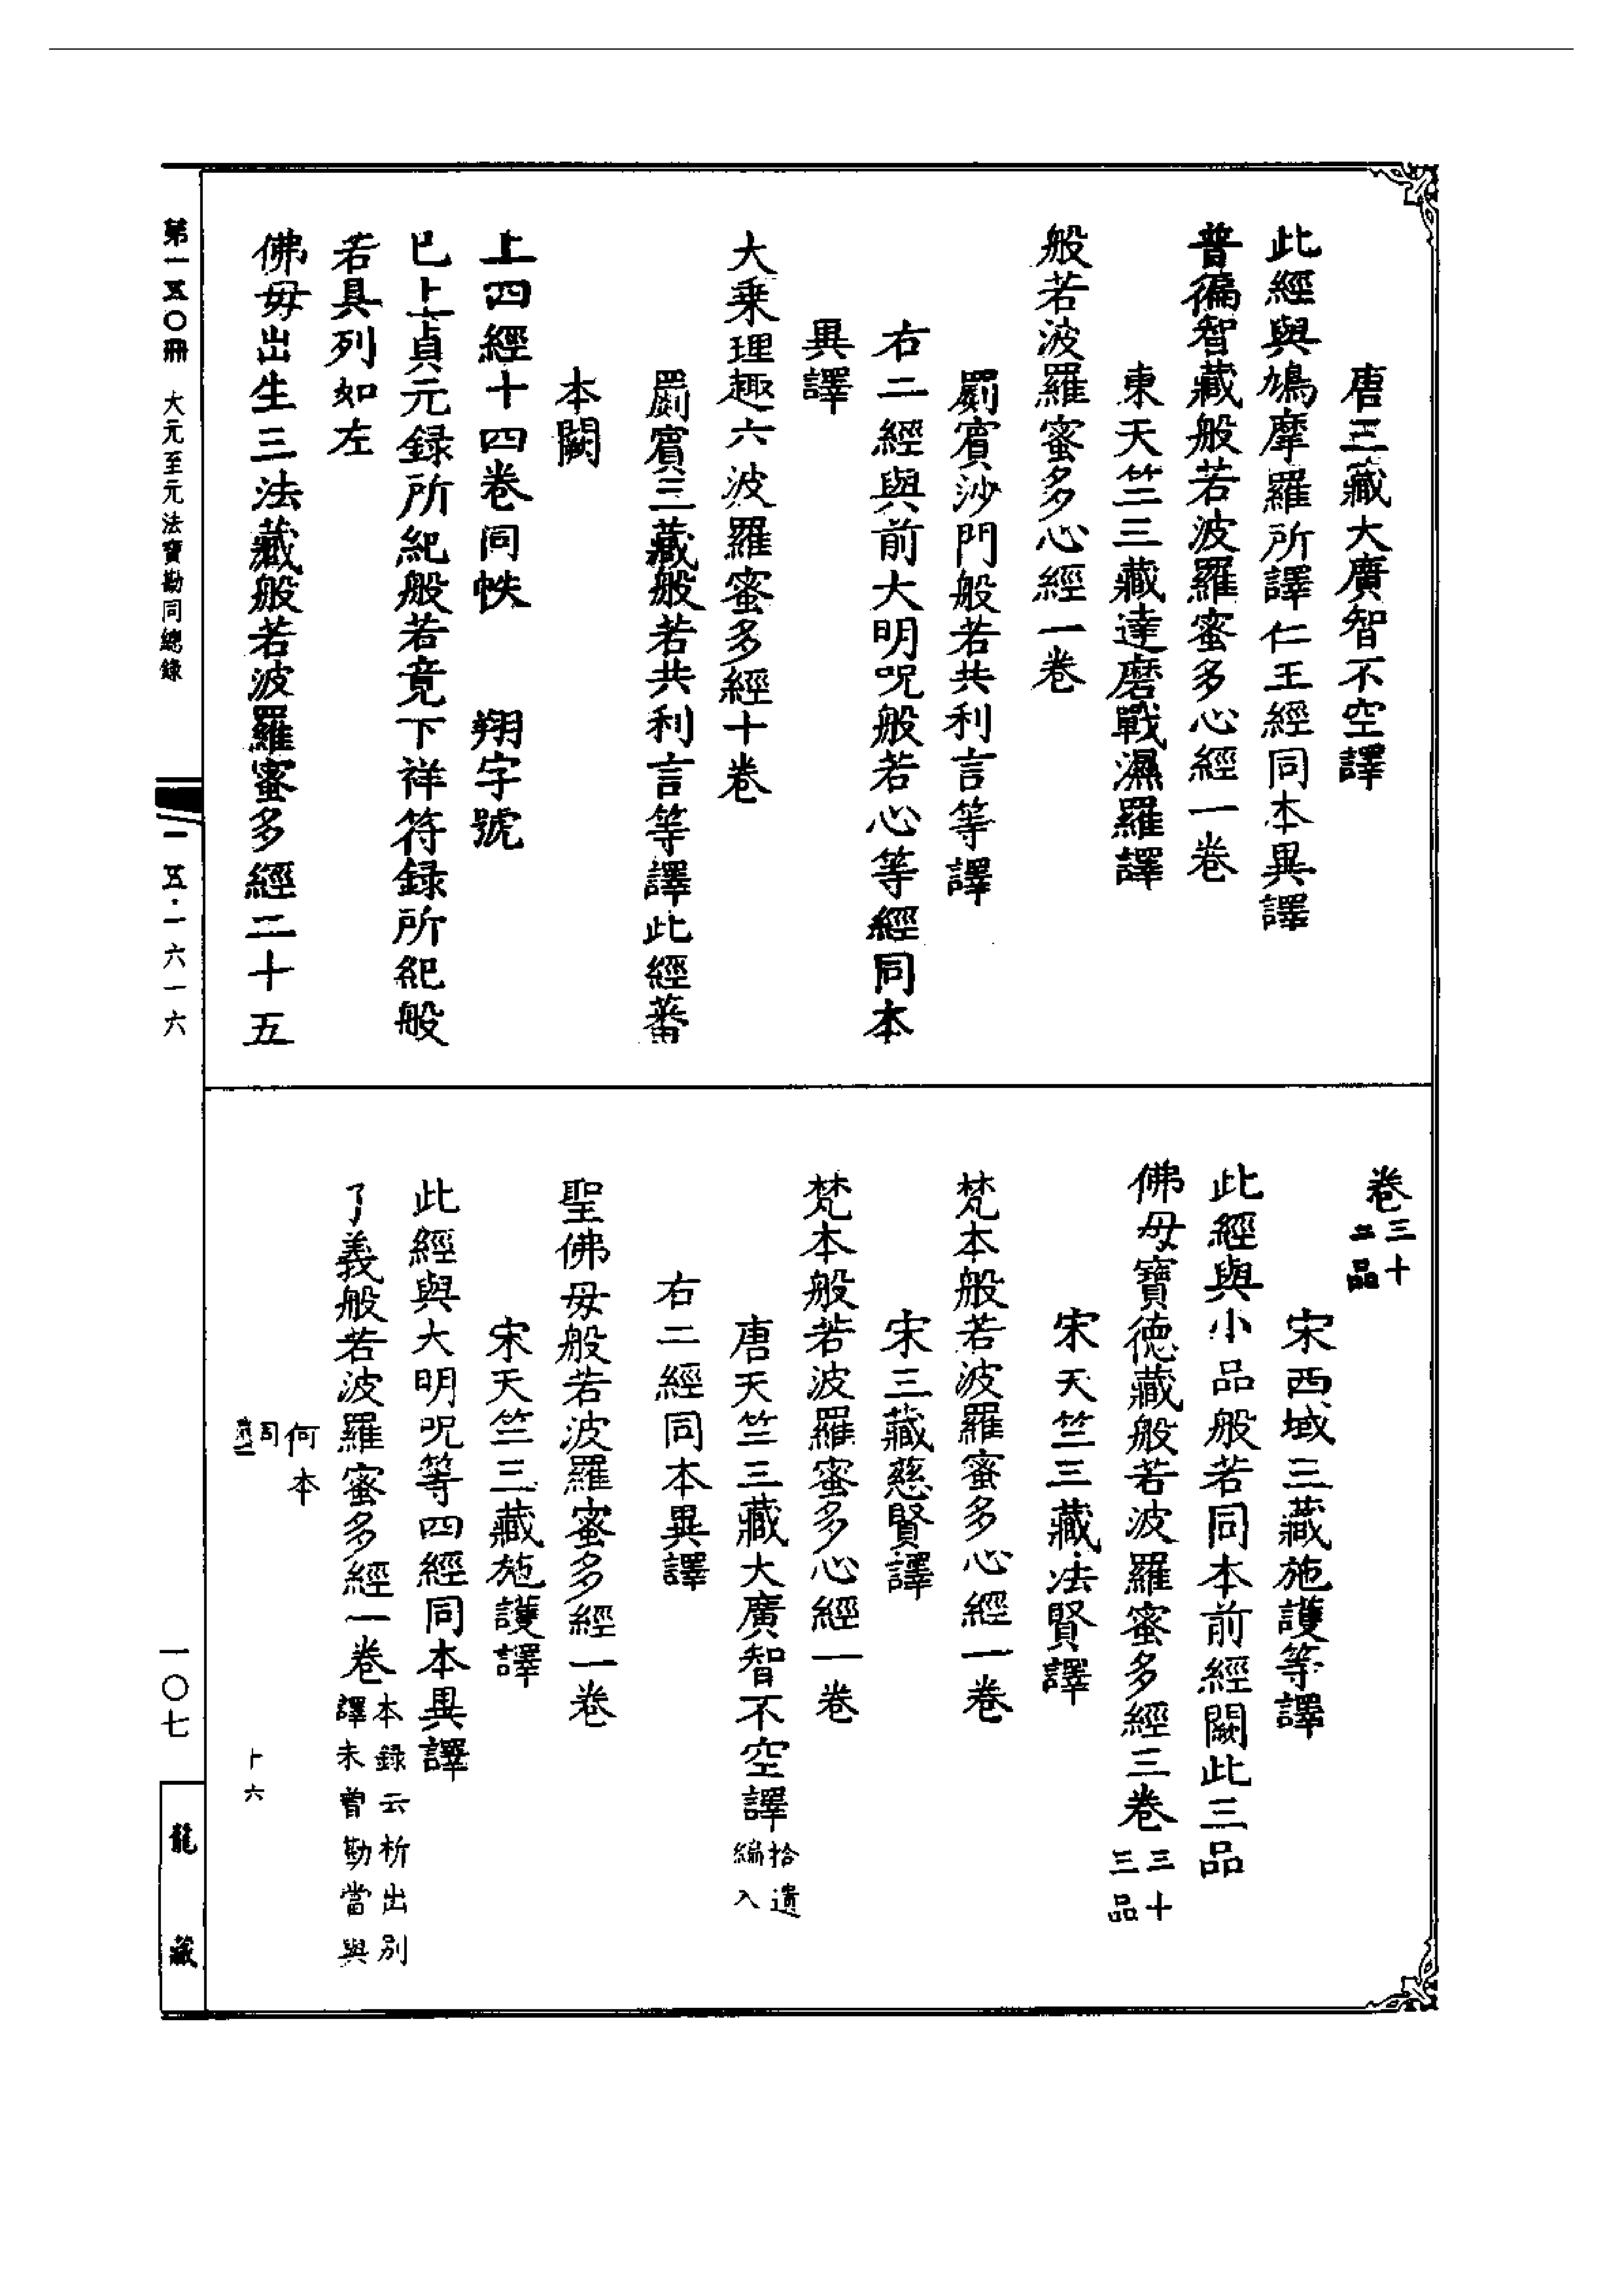 唐三藏大廣智不空譯
此經與鳩摩羅所譯仁王經同本異譯
普徧智藏般若波羅蜜多心經一卷
東天竺三藏達磨戰濕羅譯
般若波羅蜜多心經一卷
罽賓沙門般若共利言等譯
右二經與前大明呪般若心等經同本
異譯
大乗理趣六波羅蜜多經十卷
罽賓三藏般若共利言等譯此經蕃
本闕
上四經十四卷同帙　翔字號
已上貞元録所紀般若竟下祥符録所紀般
若具列如左
佛毋出生三法藏般若波羅蜜多經二十五
卷三十
二品
宋西域三藏施護等譯
此經與小品般若同本前經闕此三品
佛毋寶德藏般若波羅蜜多經三卷三十
三品
宋天竺三藏法賢譯
梵本般若波羅蜜多心經一卷
宋三藏慈賢譯
梵本般若波羅蜜多心經一卷
唐天竺三藏大廣智不空譯拾遺
編入
右二經同本異譯
聖佛毋般若波羅蜜多經一卷
宋天竺三藏施護譯
此經與大明呪等四經同本異譯
了義般若波羅蜜多經一卷本録云析出別
譯未曾勘當與
何本
同
十六
第一五〇冊　大元至元法寶勘同總錄
一五·一六一六
一〇七
龍藏